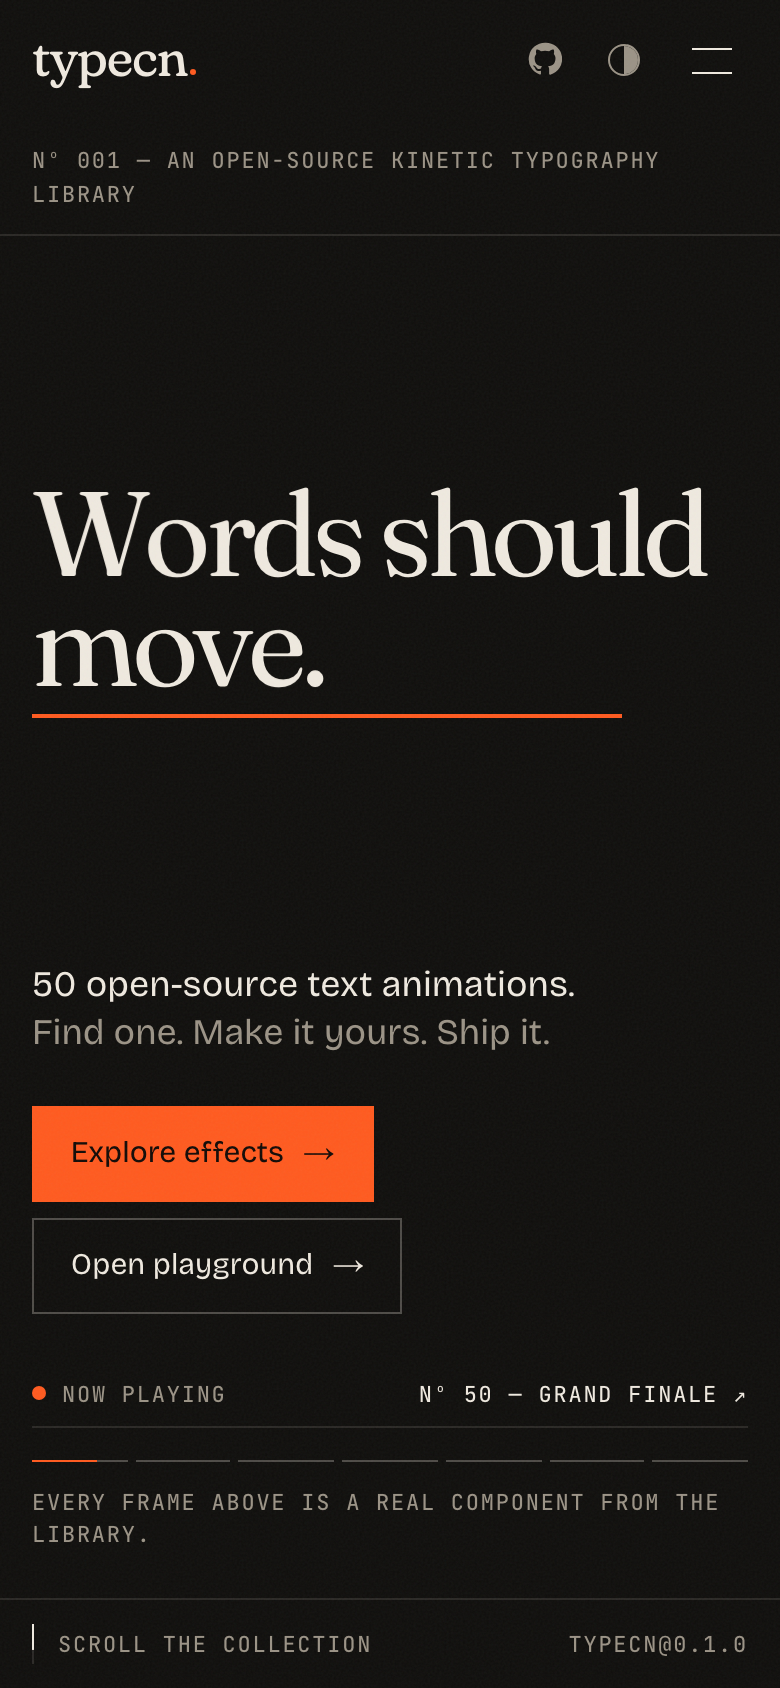 typecn.
N° 001 — AN OPEN-SOURCE KINETIC TYPOGRAPHY
LIBRARY
Words should
move.
50 open-source text animations.
Find one. Make it yours. Ship it.
Explore effects →
Open playground →
NOW PLAYING
N° 50 — GRAND FINALE ↗
EVERY FRAME ABOVE IS A REAL COMPONENT FROM THE
LIBRARY.
SCROLL THE COLLECTION
TYPECN@0.1.0